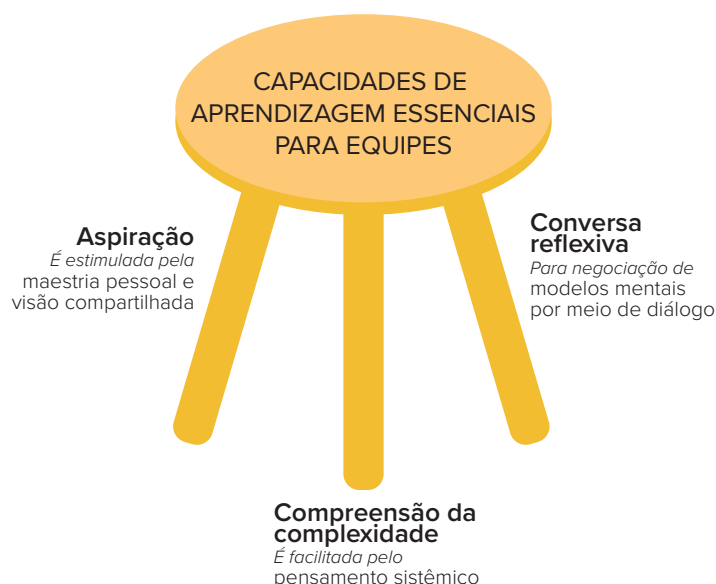 CAPACIDADES DE
APRENDIZAGEM ESSENCIAIS
PARA EQUIPES
Aspiração
É estimulada pela
maestria pessoal e
visão compartilhada
Conversa
reflexiva
Para negociação de
modelos mentais
por meio de diálogo
Compreensão da
complexidade
É facilitada pelo
pensamento sistêmico